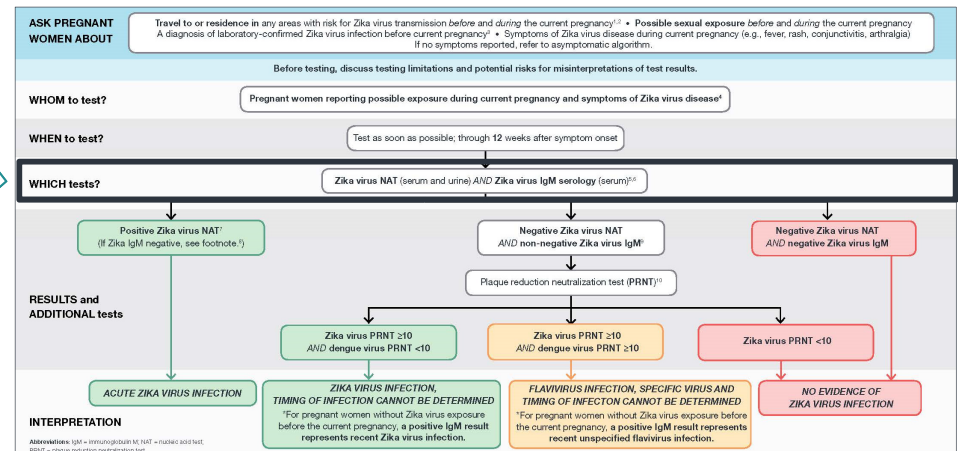 ASK PREGNANT
WOMEN ABOUT
Travel to or residence in any areas with risk for Zika virus transmission before and during the current pregnancy¹,² • Possible sexual exposure before and during the current pregnancy
A diagnosis of laboratory-confirmed Zika virus infection before current pregnancy³ • Symptoms of Zika virus disease during current pregnancy (e.g., fever, rash, conjunctivitis, arthralgia)
If no symptoms reported, refer to asymptomatic algorithm.
Before testing, discuss testing limitations and potential risks for misinterpretations of test results.
WHOM to test?
Pregnant women reporting possible exposure during current pregnancy and symptoms of Zika virus disease⁴
WHEN to test?
Test as soon as possible; through 12 weeks after symptom onset
WHICH tests?
Zika virus NAT (serum and urine) AND Zika virus IgM serology (serum)⁵,⁶
RESULTS and
ADDITIONAL tests
Positive Zika virus NAT⁷
(If Zika IgM negative, see footnote.⁸)
Negative Zika virus NAT
AND non-negative Zika virus IgM⁹
Negative Zika virus NAT
AND negative Zika virus IgM
Plaque reduction neutralization test (PRNT)¹⁰
Zika virus PRNT ≥10
AND dengue virus PRNT <10
Zika virus PRNT ≥10
AND dengue virus PRNT ≥10
Zika virus PRNT <10
INTERPRETATION
ACUTE ZIKA VIRUS INFECTION
ZIKA VIRUS INFECTION,
TIMING OF INFECTON CANNOT BE DETERMINED
*For pregnant women without Zika virus exposure
before the current pregnancy, a positive IgM result
represents recent Zika virus infection.
FLAVIVIRUS INFECTION, SPECIFIC VIRUS AND
TIMING OF INFECTON CANNOT BE DETERMINED
*For pregnant women without Zika virus exposure before
the current pregnancy, a positive IgM result represents
recent unspecified flavivirus infection.
NO EVIDENCE OF
ZIKA VIRUS INFECTION
Abbreviations: IgM = immunoglobulin M; NAT = nucleic acid test;
PRNT = plaque reduction neutralization test